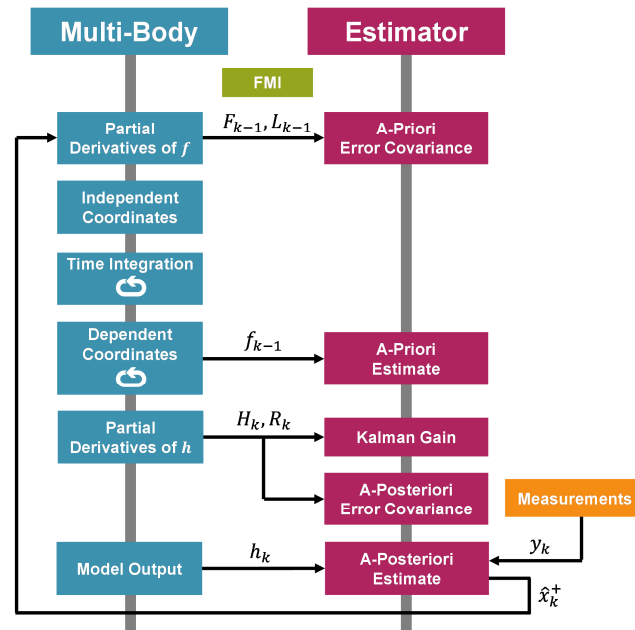 Multi-Body
Estimator
FMI
Partial
Derivatives of f
F_{k−1}, L_{k−1}
A-Priori
Error Covariance
Independent
Coordinates
Time Integration
Dependent
Coordinates
f_{k−1}
A-Priori
Estimate
Partial
Derivatives of h
H_k, R_k
Kalman Gain
A-Posteriori
Error Covariance
Measurements
Model Output
h_k
A-Posteriori
Estimate
y_k
x̂_k^+